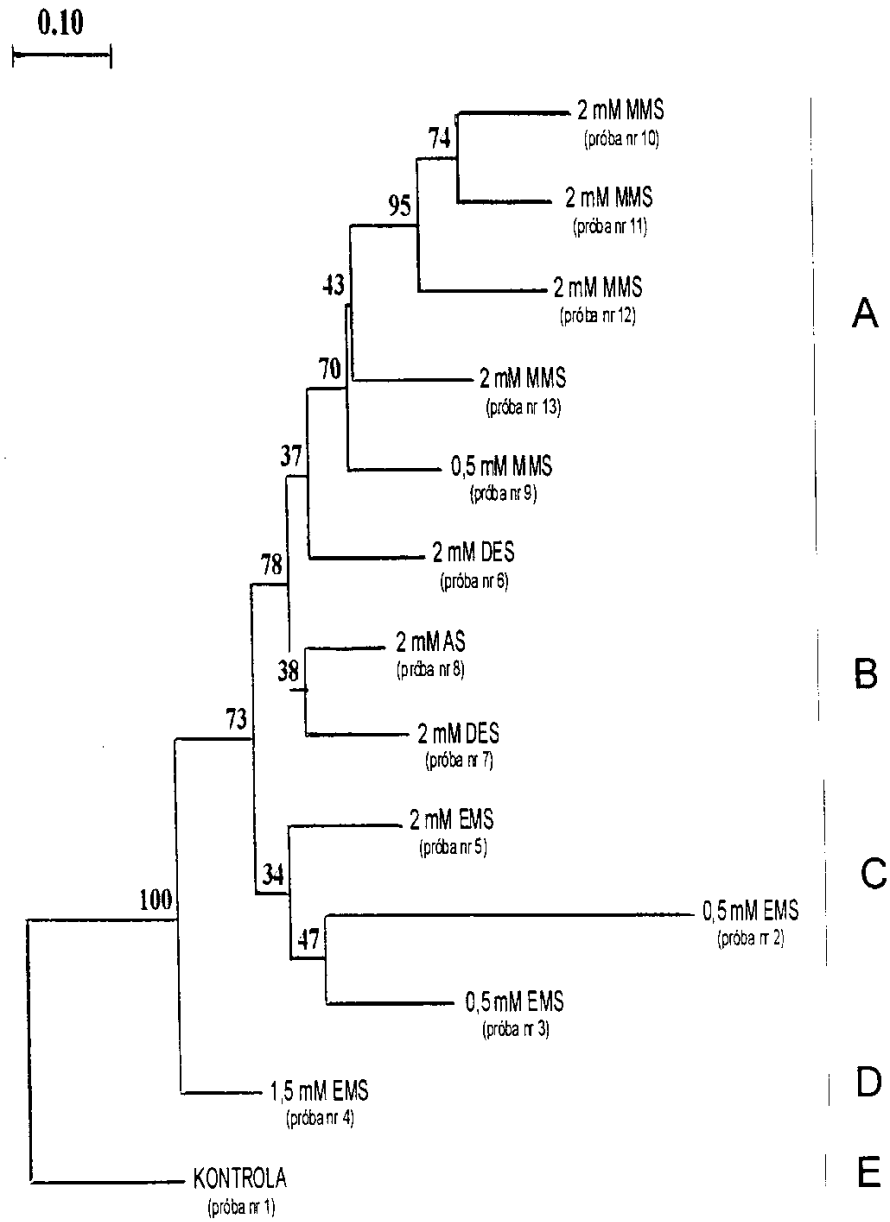 0.10
2 mM MMS
(próba nr 10)
74
2 mM MMS
(próba nr 11)
95
2 mM MMS
(próba nr 12)
43
A
2 mM MMS
(próba nr 13)
70
0,5 mM MMS
(próba nr 9)
37
2 mM DES
(próba nr 6)
78
2 mM AS
(próba nr 8)
38
B
2 mM DES
(próba nr 7)
73
2 mM EMS
(próba nr 5)
34
C
100
0,5 mM EMS
(próba nr 2)
47
0,5 mM EMS
(próba nr 3)
1,5 mM EMS
(próba nr 4)
D
KONTROLA
(próba nr 1)
E